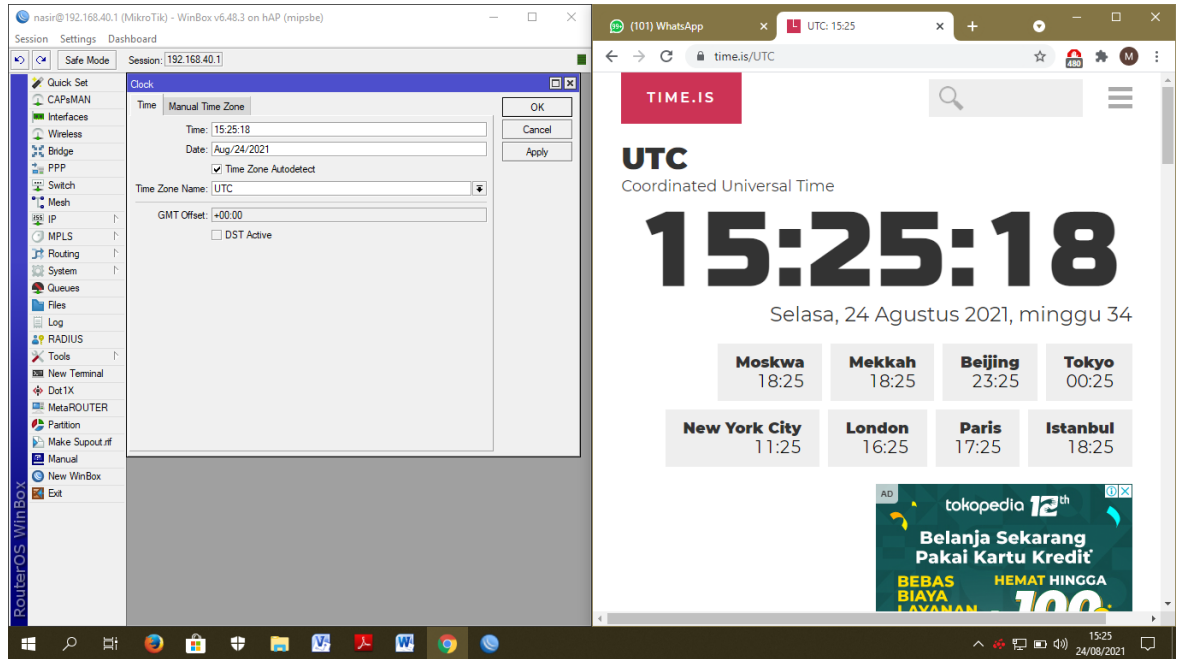 nasir@192.168.40.1 (MikroTik) - WinBox v6.48.3 on hAP (mipsbe)
Session Settings Dashboard
Safe Mode Session: 192.168.40.1
Quick Set
CAPsMAN
Interfaces
Wireless
Bridge
PPP
Switch
Mesh
IP
MPLS
Routing
System
Queues
Files
Log
RADIUS
Tools
New Terminal
Dot1X
MetaROUTER
Partition
Make Supout.rif
Manual
New WinBox
Exit
RouterOS WinBox
Clock
Time Manual Time Zone
Time: 15:25:18
Date: Aug/24/2021
Time Zone Autodetect
Time Zone Name: UTC
GMT Offset: +00:00
DST Active
OK
Cancel
Apply
99+ (101) WhatsApp
UTC: 15:25
time.is/UTC
480
M
TIME.IS
UTC
Coordinated Universal Time
15:25:18
Selasa, 24 Agustus 2021, minggu 34
Moskwa
18:25
Mekkah
18:25
Beijing
23:25
Tokyo
00:25
New York City
11:25
London
16:25
Paris
17:25
Istanbul
18:25
AD
tokopedia 12th
Belanja Sekarang
Pakai Kartu Kredit*
BEBAS
BIAYA
LAYANAN
HEMAT HINGGA
100
15:25
24/08/2021